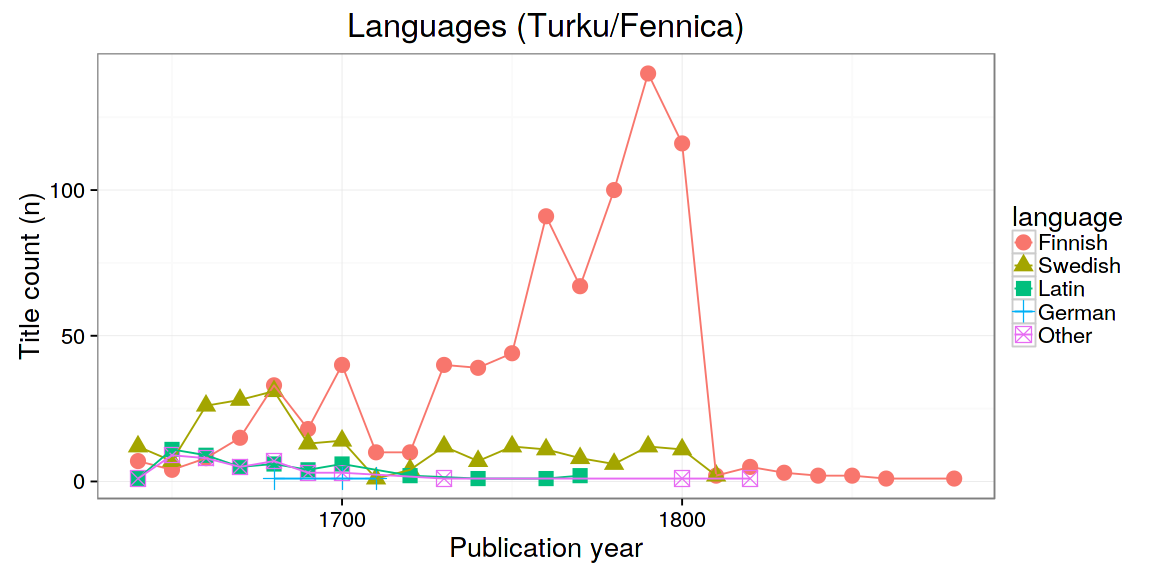 Languages (Turku/Fennica)
Title count (n)
100
50
0
1700
1800
Publication year
language
Finnish
Swedish
Latin
German
Other